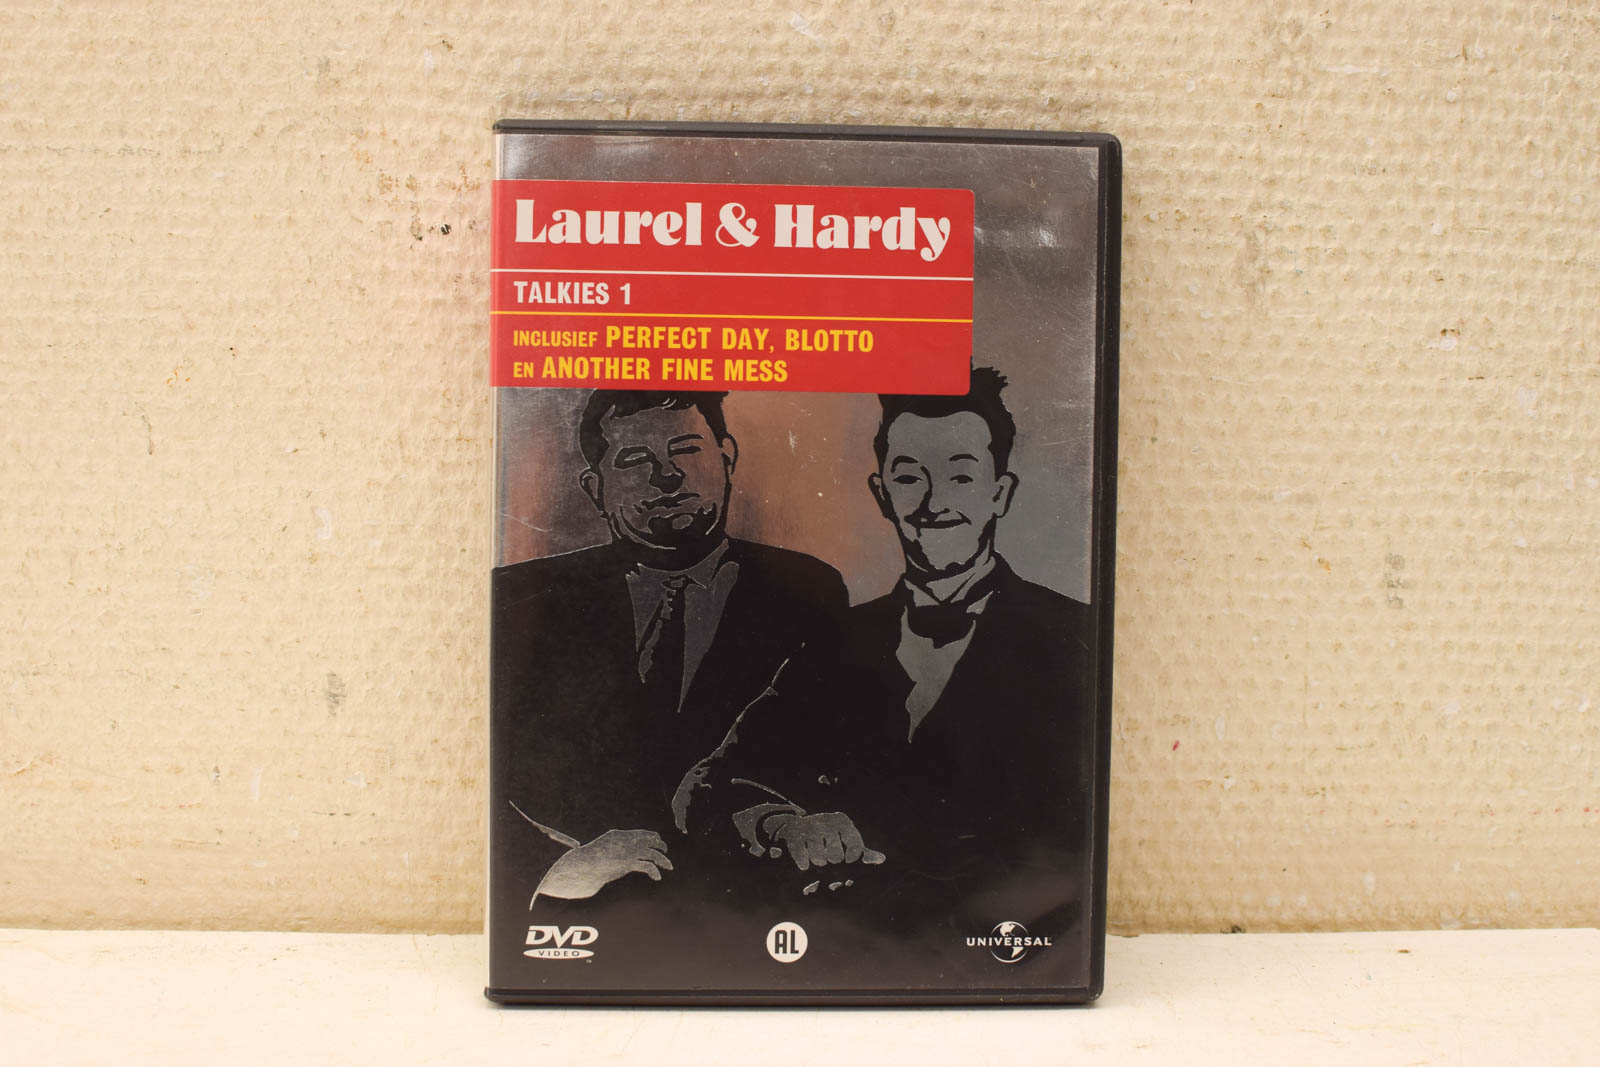 Laurel & Hardy
TALKIES 1
INCLUSIEF PERFECT DAY, BLOTTO
EN ANOTHER FINE MESS
DVD
VIDEO
AL
UNIVERSAL